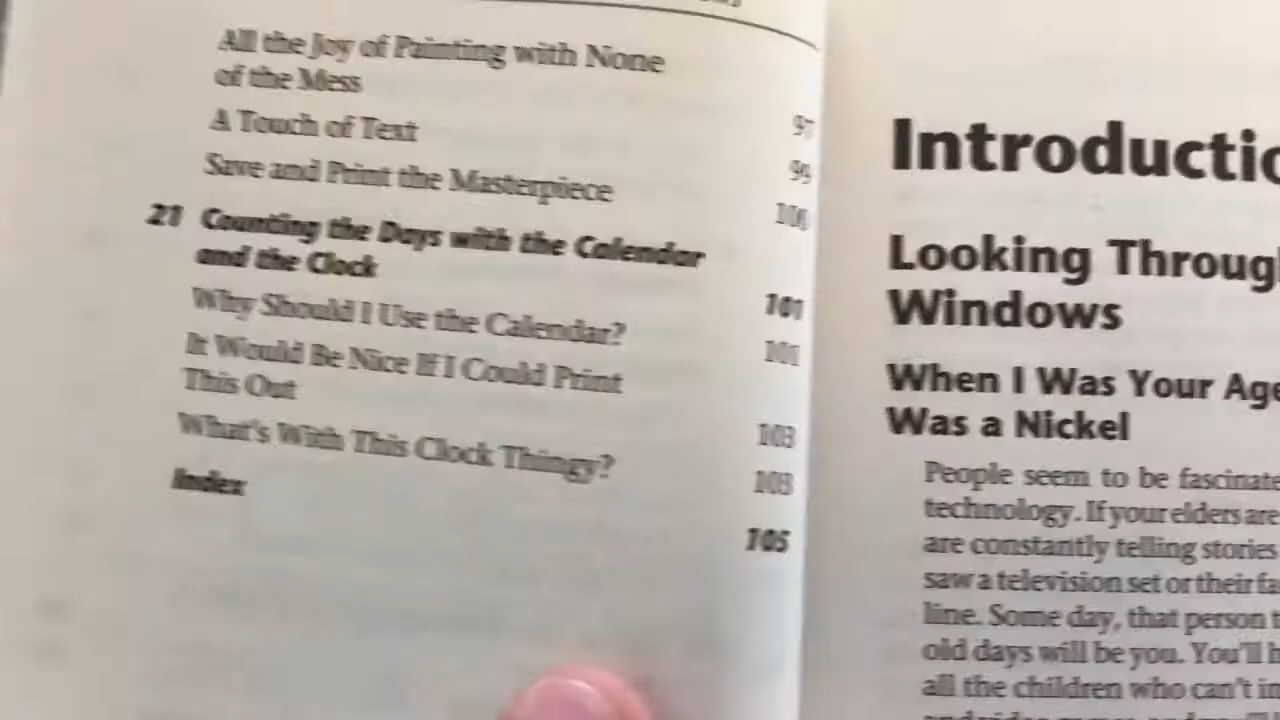 All the Joy of Painting with None
of the Mess 97
A Touch of Text 99
Save and Print the Masterpiece 100
21 Counting the Days with the Calendar
and the Clock 101
Why Should I Use the Calendar? 101
It Would Be Nice If I Could Print
This Out 103
What's With This Clock Thingy? 103
Index 105
Introductio
Looking Throug
Windows
When I Was Your Age
Was a Nickel
People seem to be fascinate
technology. If your elders are
are constantly telling stories
saw a television set or their fa
line. Some day, that person t
old days will be you. You'll h
all the children who can't im